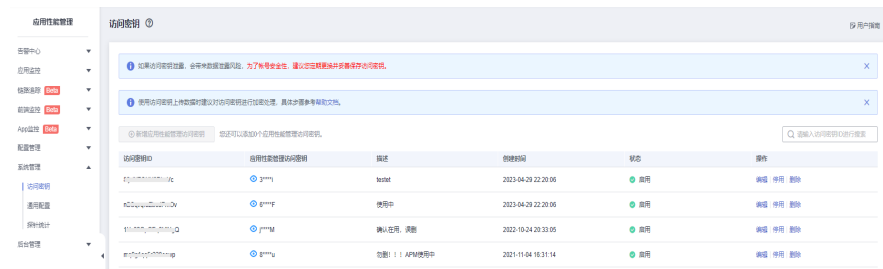 应用性能管理
访问密钥
用户指南
告警中心
应用监控
链路追踪 Beta
前端监控 Beta
App监控 Beta
配置管理
系统管理
访问密钥
通用配置
探针统计
后台管理
如果访问密钥泄露，会带来数据泄露风险，为了帐号安全性，建议您定期更换并妥善保存访问密钥。
使用访问密钥上传数据时建议对访问密钥进行加密处理，具体步骤参考帮助文档。
新增应用性能管理访问密钥 您还可以添加0个应用性能管理访问密钥。 请输入访问密钥ID进行搜索
访问密钥ID 应用性能管理访问密钥 描述 创建时间 状态 操作
3****i testet 2023-04-29 22:20:06 启用 编辑 停用 删除
6****F 使用中 2023-04-29 22:20:06 启用 编辑 停用 删除
j****M 确认在用，误删 2022-10-24 20:33:05 启用 编辑 停用 删除
8****u 勿删！！！APM使用中 2021-11-04 16:31:14 启用 编辑 停用 删除